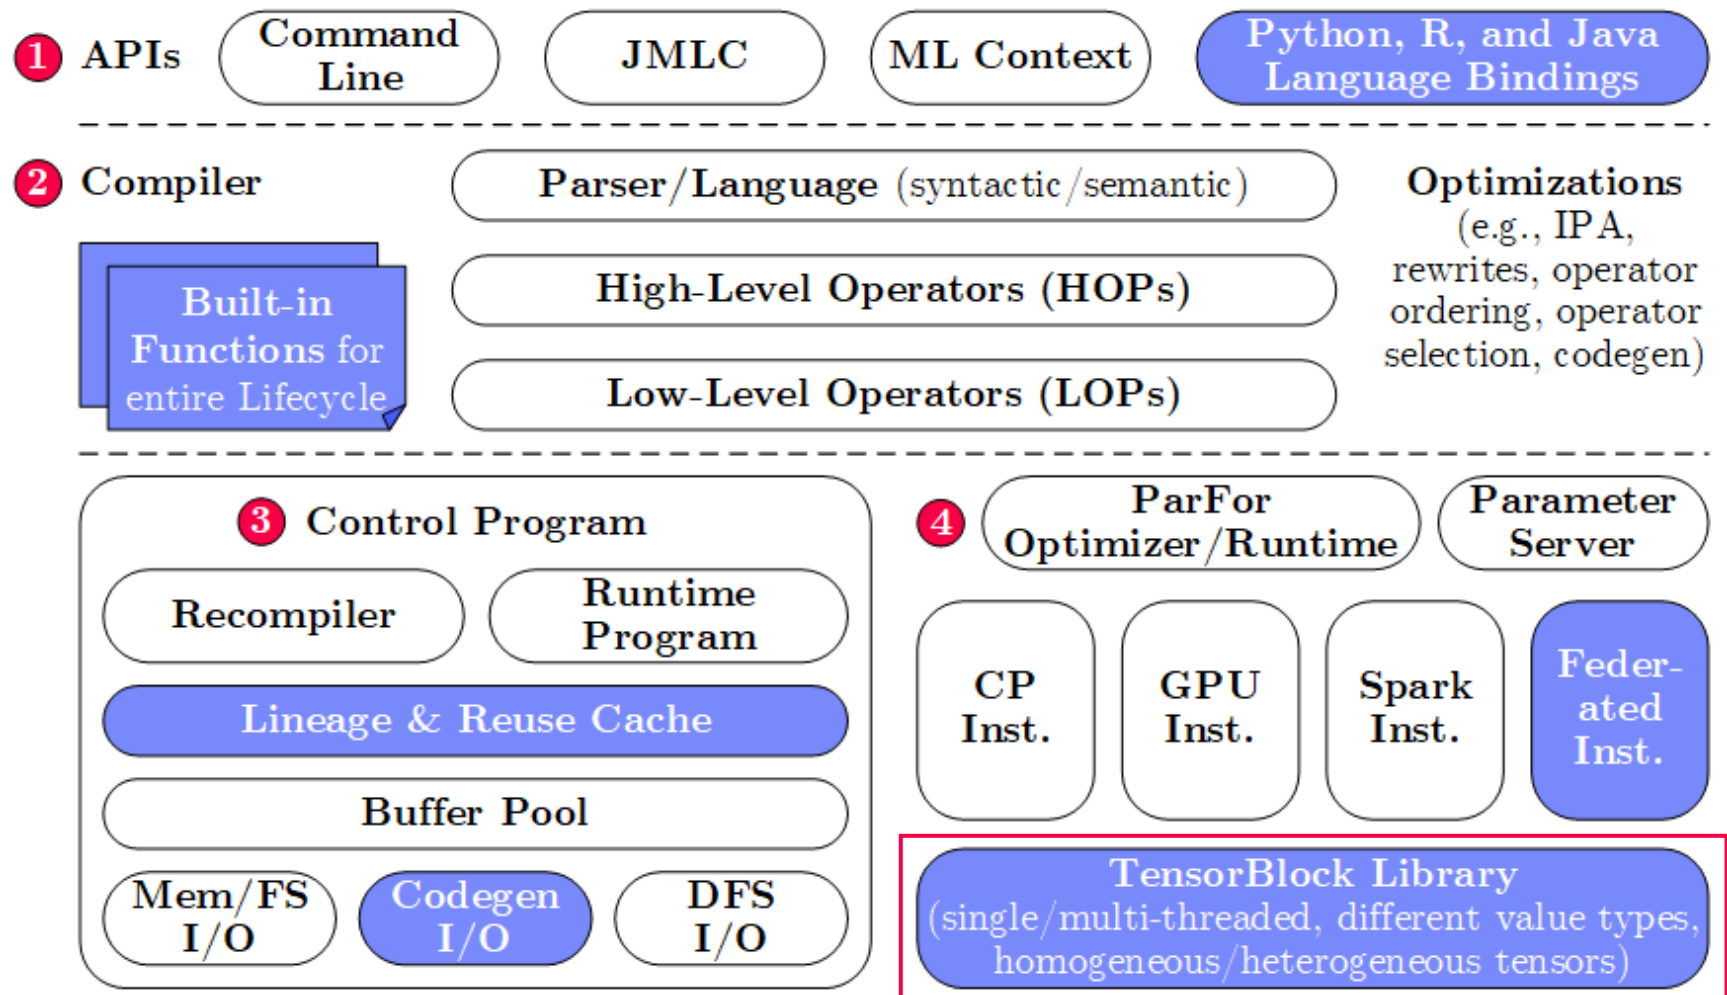 1 APIs
Command
Line
JMLC
ML Context
Python, R, and Java
Language Bindings
2 Compiler
Parser/Language (syntactic/semantic)
High-Level Operators (HOPs)
Low-Level Operators (LOPs)
Built-in
Functions for
entire Lifecycle
Optimizations
(e.g., IPA,
rewrites, operator
ordering, operator
selection, codegen)
3 Control Program
Recompiler
Runtime
Program
Lineage & Reuse Cache
Buffer Pool
Mem/FS
I/O
Codegen
I/O
DFS
I/O
4
ParFor
Optimizer/Runtime
Parameter
Server
CP
Inst.
GPU
Inst.
Spark
Inst.
Feder-
ated
Inst.
TensorBlock Library
(single/multi-threaded, different value types,
homogeneous/heterogeneous tensors)